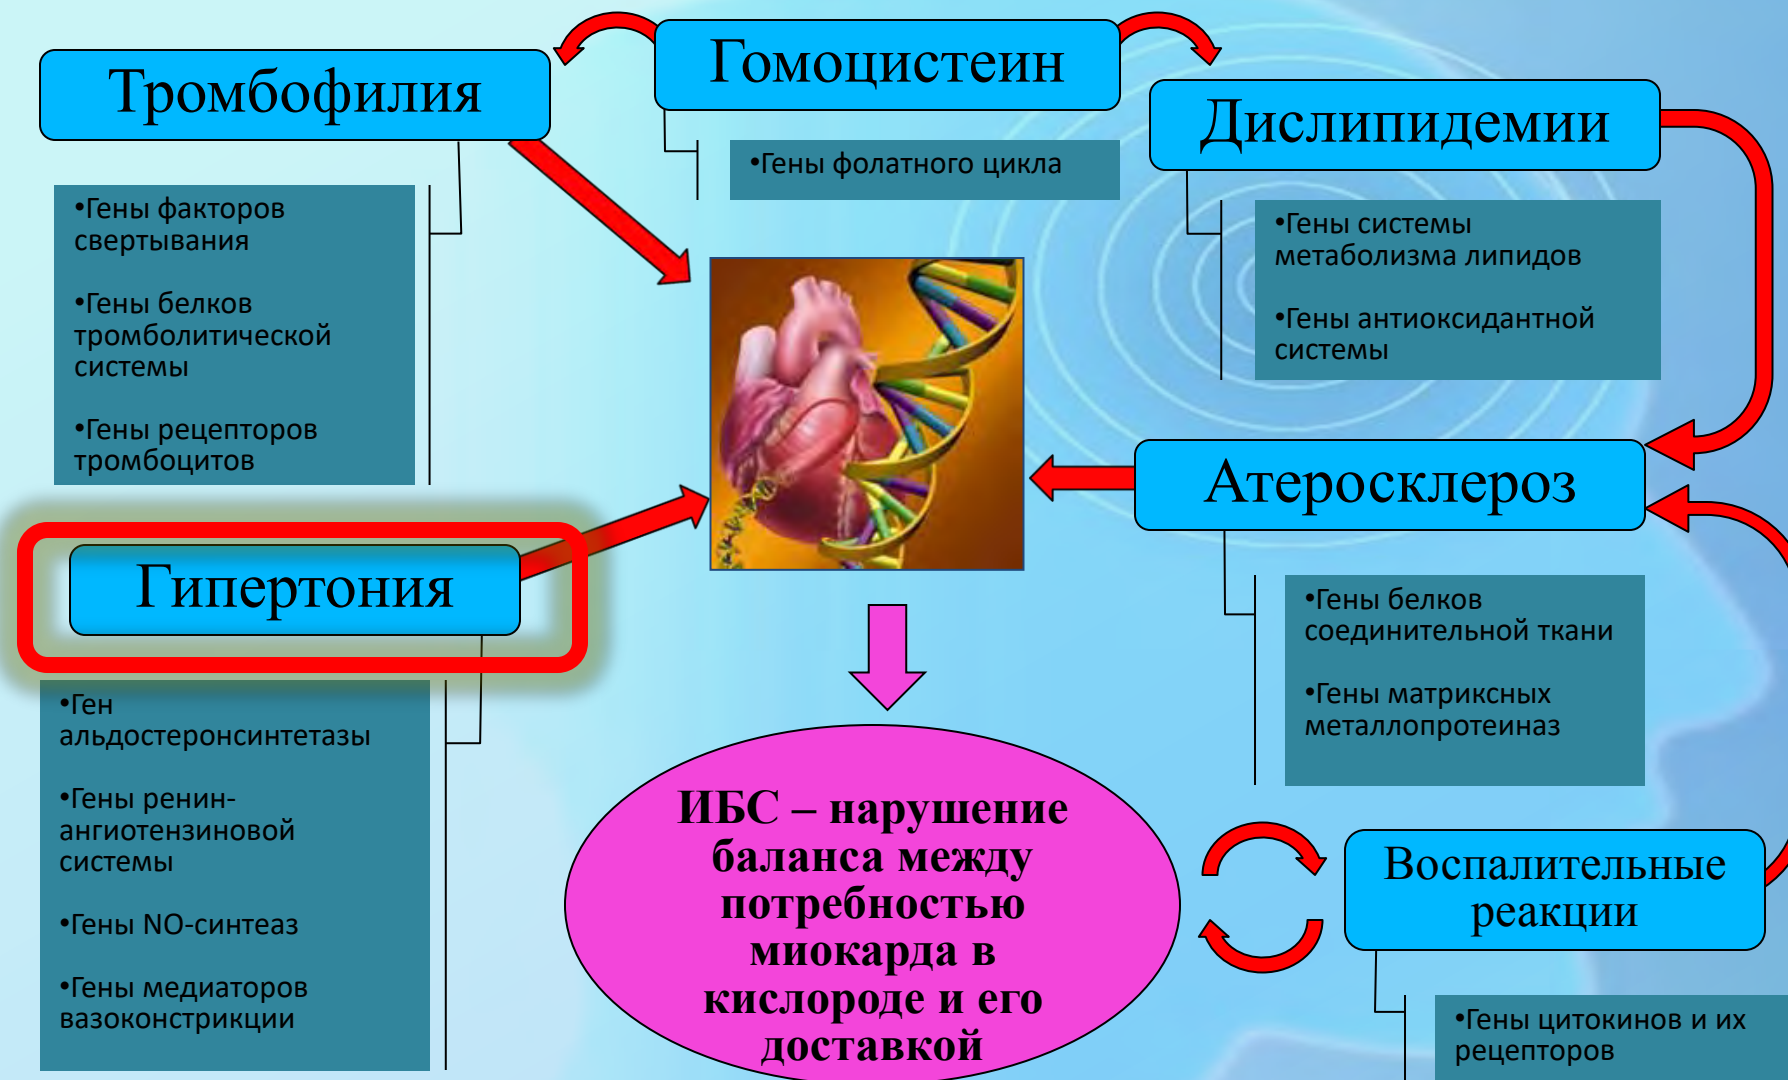 Гомоцистеин
•Гены фолатного цикла
Тромбофилия
•Гены факторов
свертывания
•Гены белков
тромболитической
системы
•Гены рецепторов
тромбоцитов
Дислипидемии
•Гены системы
метаболизма липидов
•Гены антиоксидантной
системы
Атеросклероз
•Гены белков
соединительной ткани
•Гены матриксных
металлопротеиназ
Гипертония
•Ген
альдостеронсинтетазы
•Гены ренин-
ангиотензиновой
системы
•Гены NO-синтеаз
•Гены медиаторов
вазоконстрикции
ИБС – нарушение
баланса между
потребностью
миокарда в
кислороде и его
доставкой
Воспалительные
реакции
•Гены цитокинов и их
рецепторов